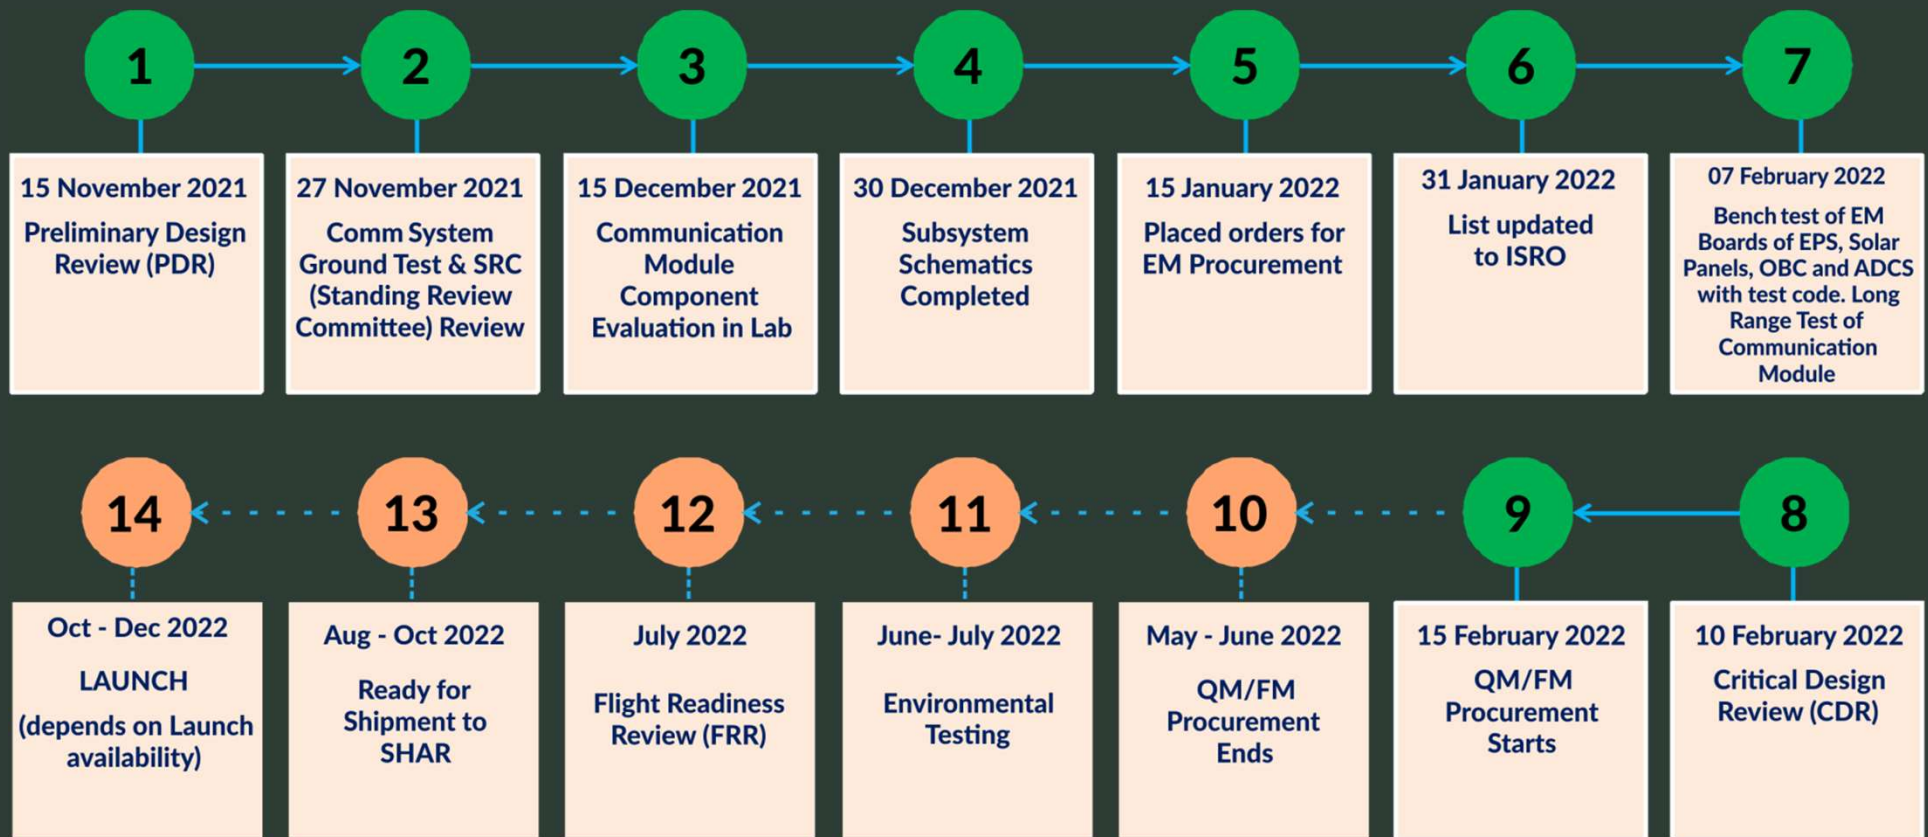 1
2
3
4
5
6
7
15 November 2021
Preliminary Design
Review (PDR)
27 November 2021
Comm System
Ground Test & SRC
(Standing Review
Committee) Review
15 December 2021
Communication
Module
Component
Evaluation in Lab
30 December 2021
Subsystem
Schematics
Completed
15 January 2022
Placed orders for
EM Procurement
31 January 2022
List updated
to ISRO
07 February 2022
Bench test of EM
Boards of EPS, Solar
Panels, OBC and ADCS
with test code. Long
Range Test of
Communication
Module
8
9
10
11
12
13
14
10 February 2022
Critical Design
Review (CDR)
15 February 2022
QM/FM
Procurement
Starts
May - June 2022
QM/FM
Procurement
Ends
June- July 2022
Environmental
Testing
July 2022
Flight Readiness
Review (FRR)
Aug - Oct 2022
Ready for
Shipment to
SHAR
Oct - Dec 2022
LAUNCH
(depends on Launch
availability)